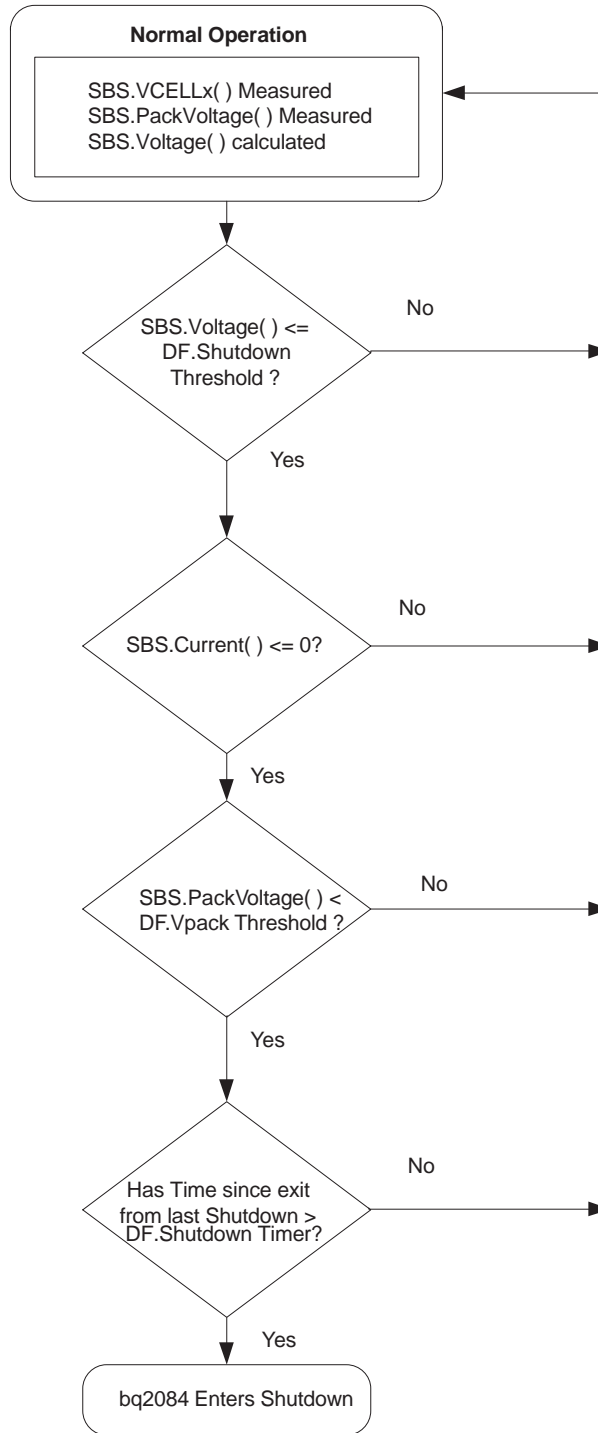 Normal Operation
SBS.VCELLx( ) Measured
SBS.PackVoltage( ) Measured
SBS.Voltage( ) calculated
No
SBS.Voltage( ) <=
DF.Shutdown
Threshold ?
Yes
No
SBS.Current( ) <= 0?
Yes
No
SBS.PackVoltage( ) <
DF.Vpack Threshold ?
Yes
No
Has Time since exit
from last Shutdown >
DF.Shutdown Timer?
Yes
bq2084 Enters Shutdown